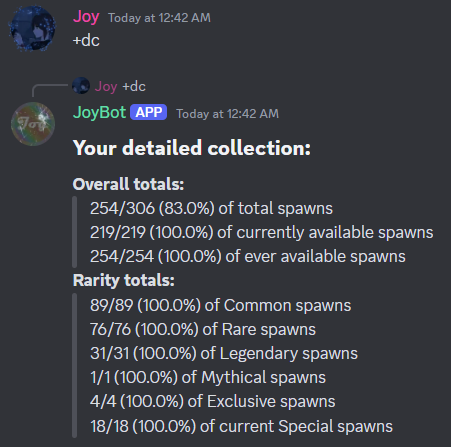 Joy Today at 12:42 AM
+dc
Joy +dc
JoyBot APP Today at 12:42 AM
Your detailed collection:
Overall totals:
254/306 (83.0%) of total spawns
219/219 (100.0%) of currently available spawns
254/254 (100.0%) of ever available spawns
Rarity totals:
89/89 (100.0%) of Common spawns
76/76 (100.0%) of Rare spawns
31/31 (100.0%) of Legendary spawns
1/1 (100.0%) of Mythical spawns
4/4 (100.0%) of Exclusive spawns
18/18 (100.0%) of current Special spawns